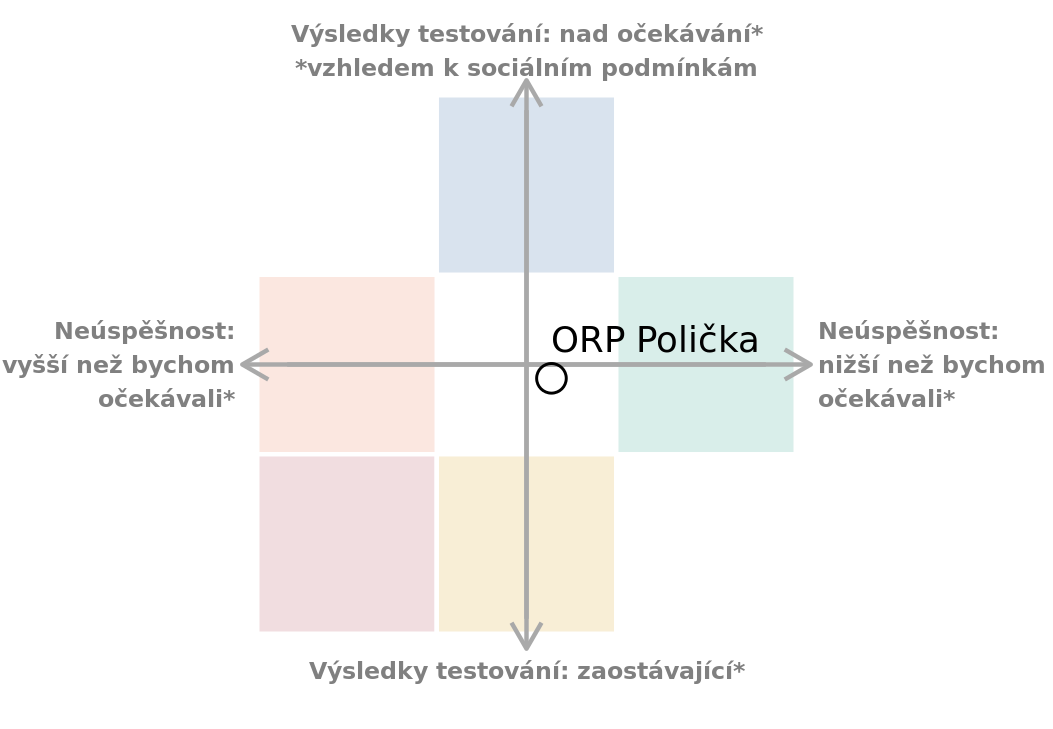 Výsledky testování: nad očekávání*
*vzhledem k sociálním podmínkám
ORP Polička
Neúspěšnost:
vyšší než bychom
očekávali*
Neúspěšnost:
nižší než bychom
očekávali*
Výsledky testování: zaostávající*